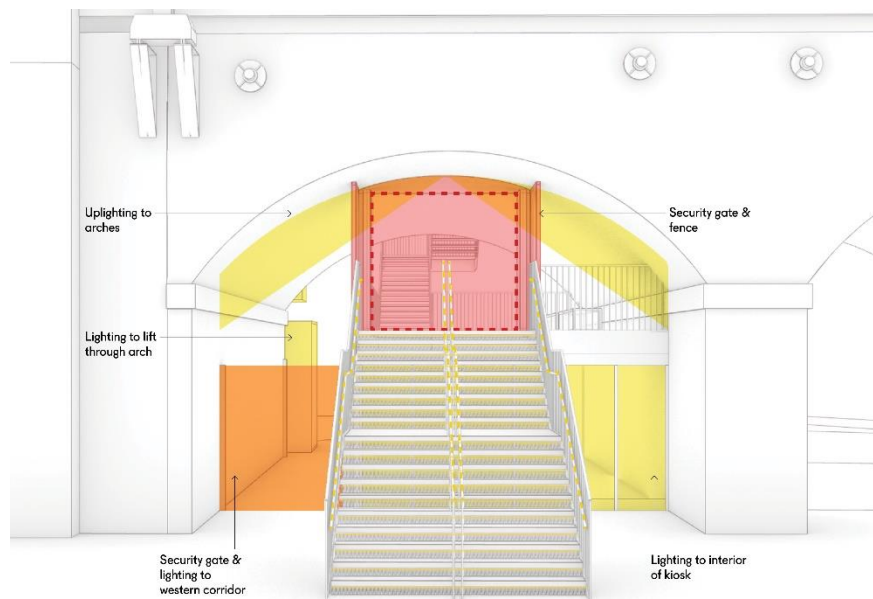 Uplighting to
arches
Security gate &
fence
Lighting to lift
through arch
Security gate &
lighting to
western corridor
Lighting to interior
of kiosk